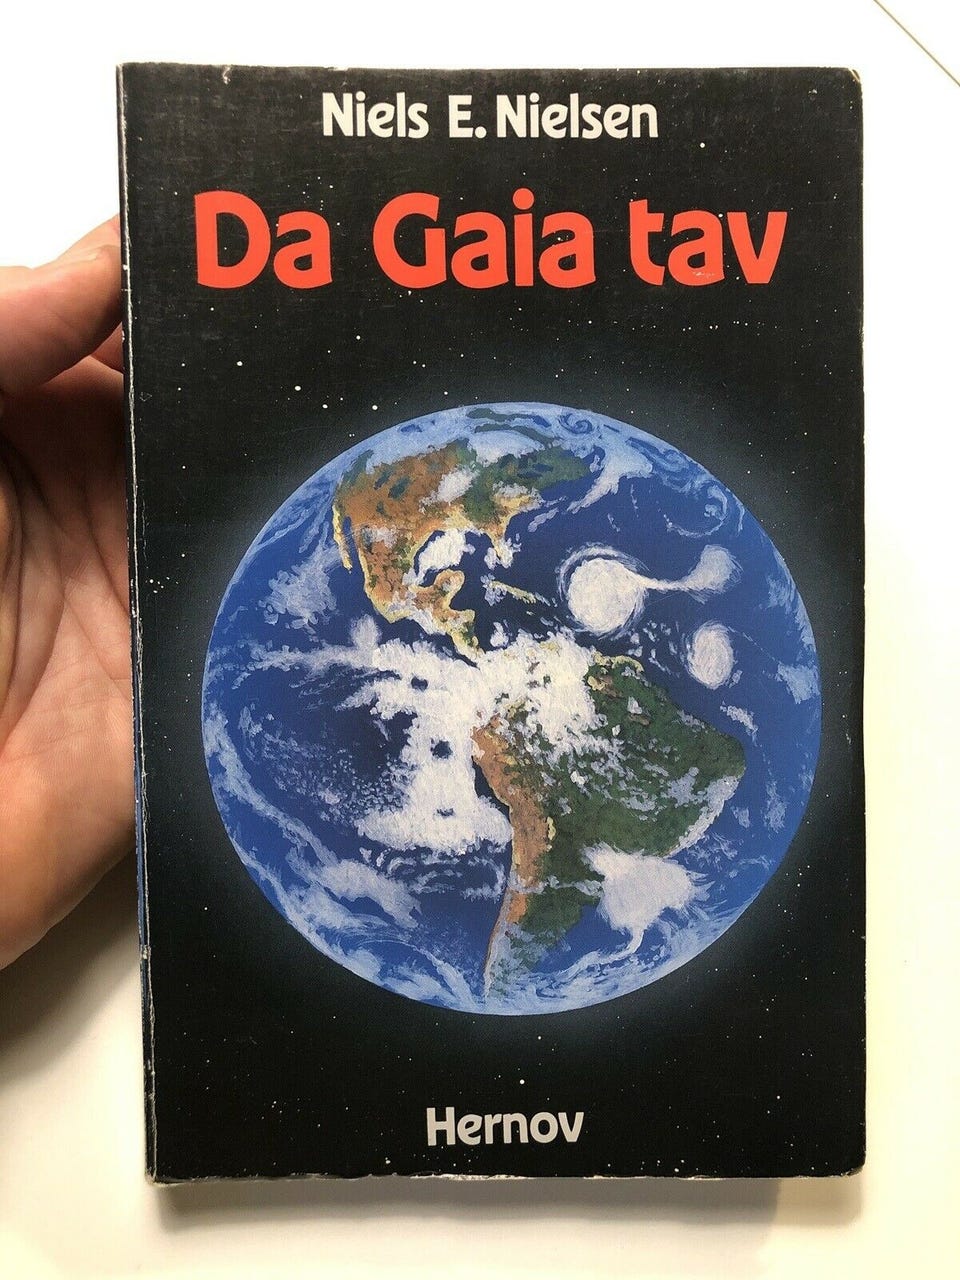 Niels E. Nielsen
Da Gaia tav
Hernov